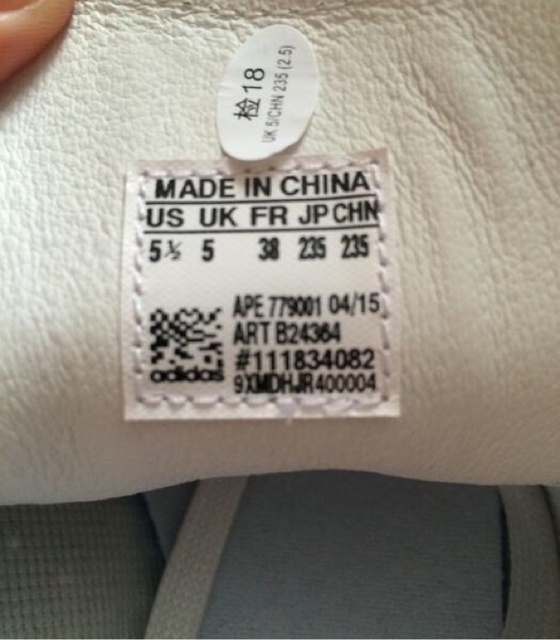 检18
UK 5/CHN 235 (2.5)
MADE IN CHINA
US UK FR JP CHN
5½ 5 38 235 235
APE 779001 04/15
ART B24364
#111834082
9XMDHJR400004
adidas